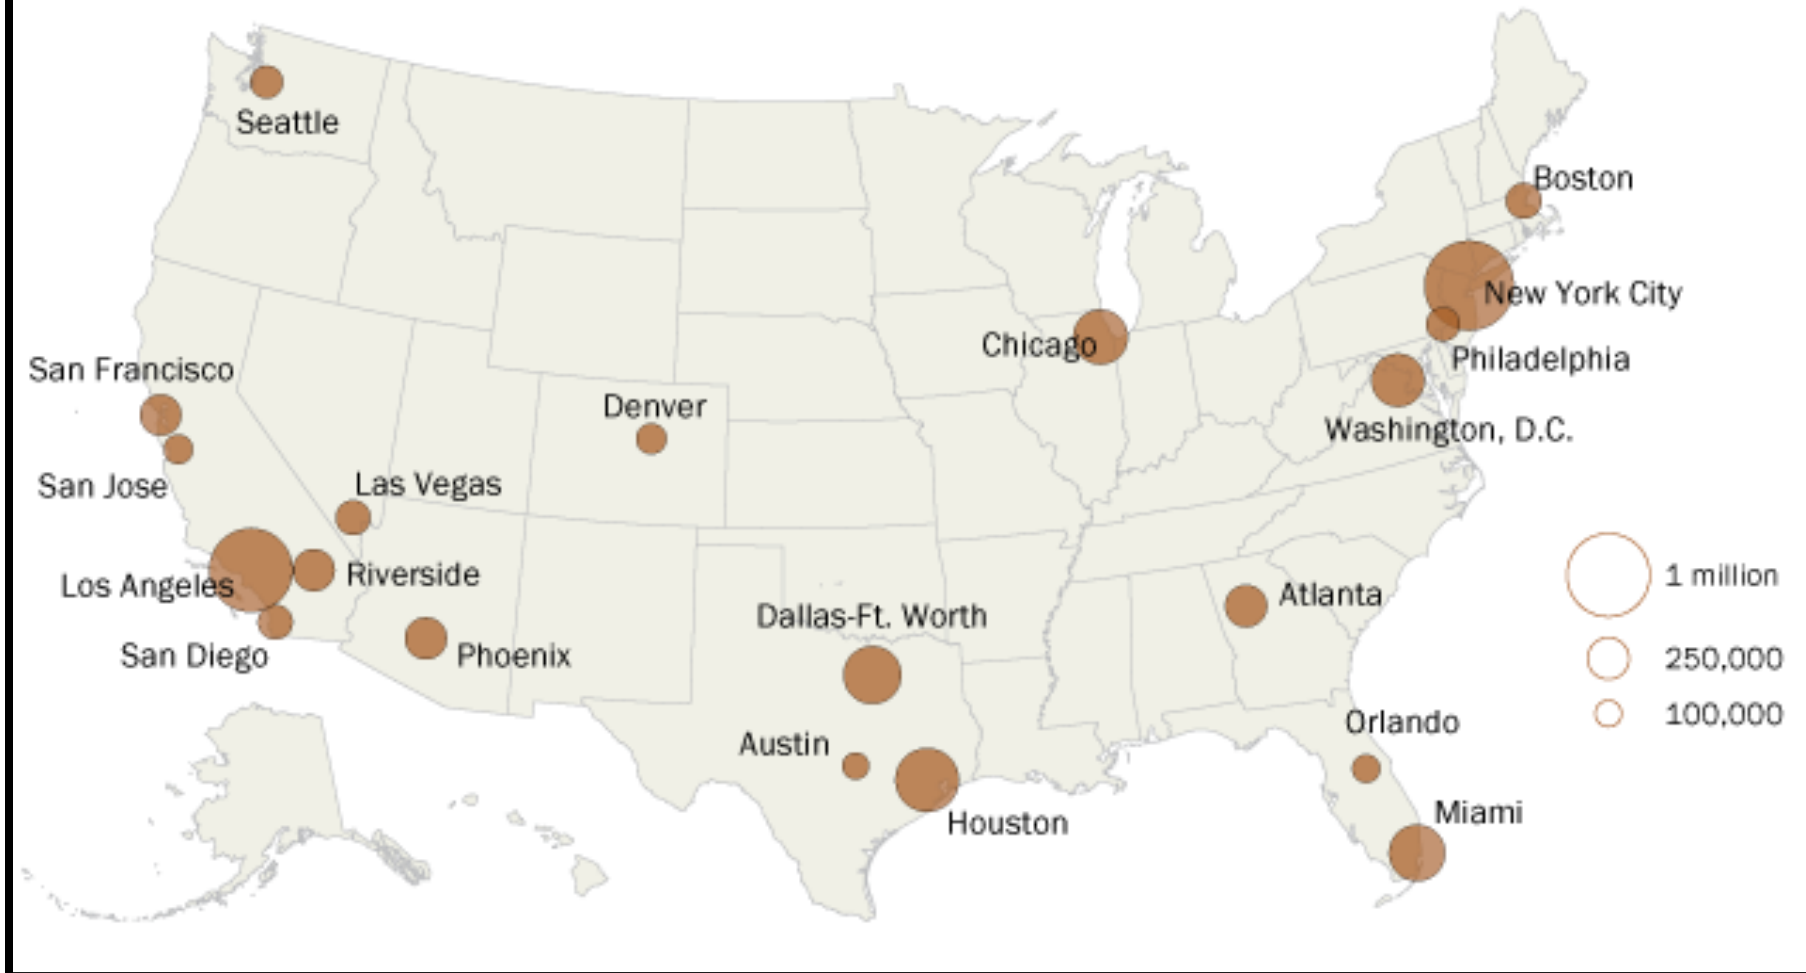 Seattle
Boston
New York City
Chicago
Philadelphia
San Francisco
Denver
Washington, D.C.
San Jose
Las Vegas
Los Angeles
Riverside
1 million
Atlanta
Dallas-Ft. Worth
San Diego
Phoenix
250,000
100,000
Orlando
Austin
Miami
Houston